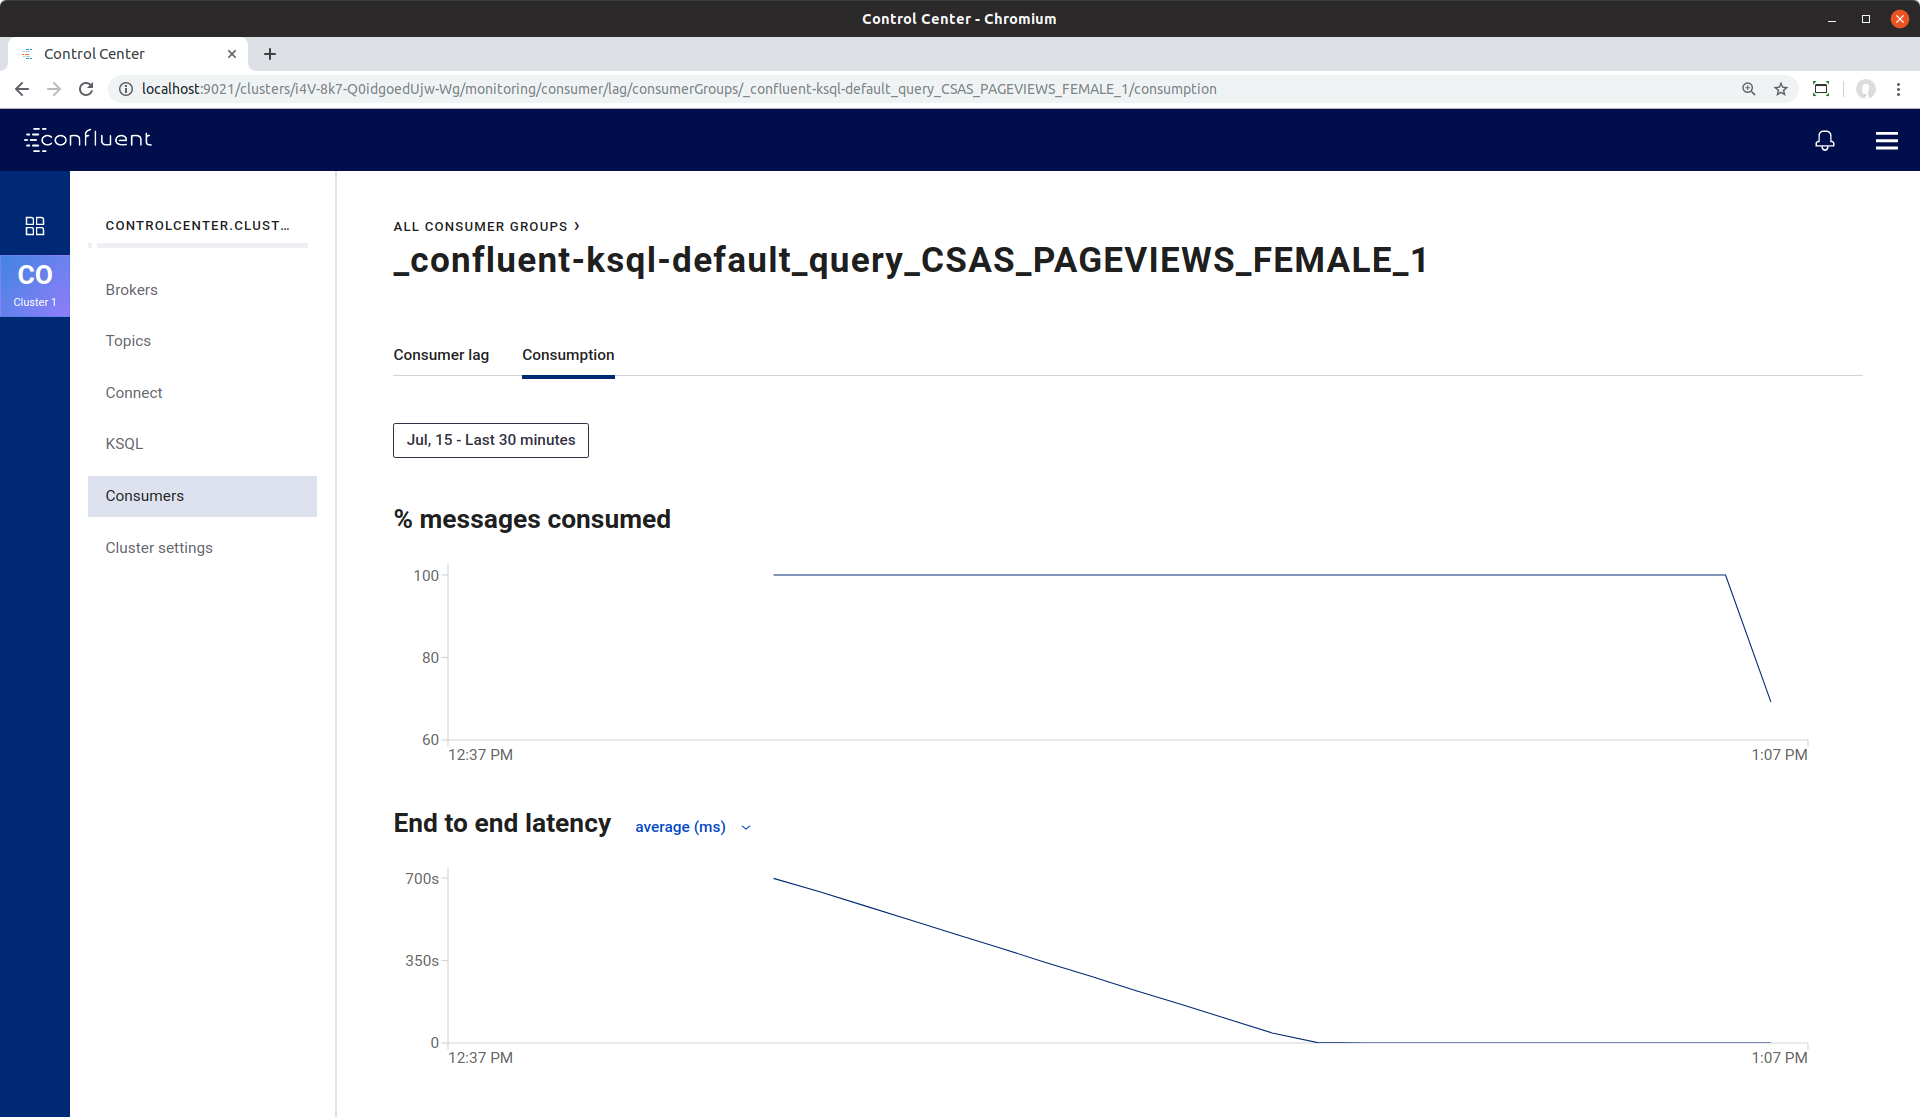 Control Center - Chromium
Control Center
localhost:9021/clusters/i4V-8k7-Q0idgoedUjw-Wg/monitoring/consumer/lag/consumerGroups/_confluent-ksql-default_query_CSAS_PAGEVIEWS_FEMALE_1/consumption
confluent
CO
Cluster 1
CONTROLCENTER.CLUST...
Brokers
Topics
Connect
KSQL
Consumers
Cluster settings
ALL CONSUMER GROUPS >
_confluent-ksql-default_query_CSAS_PAGEVIEWS_FEMALE_1
Consumer lag Consumption
Jul, 15 - Last 30 minutes
% messages consumed
100
80
60
12:37 PM 1:07 PM
End to end latency average (ms)
700s
350s
0
12:37 PM 1:07 PM